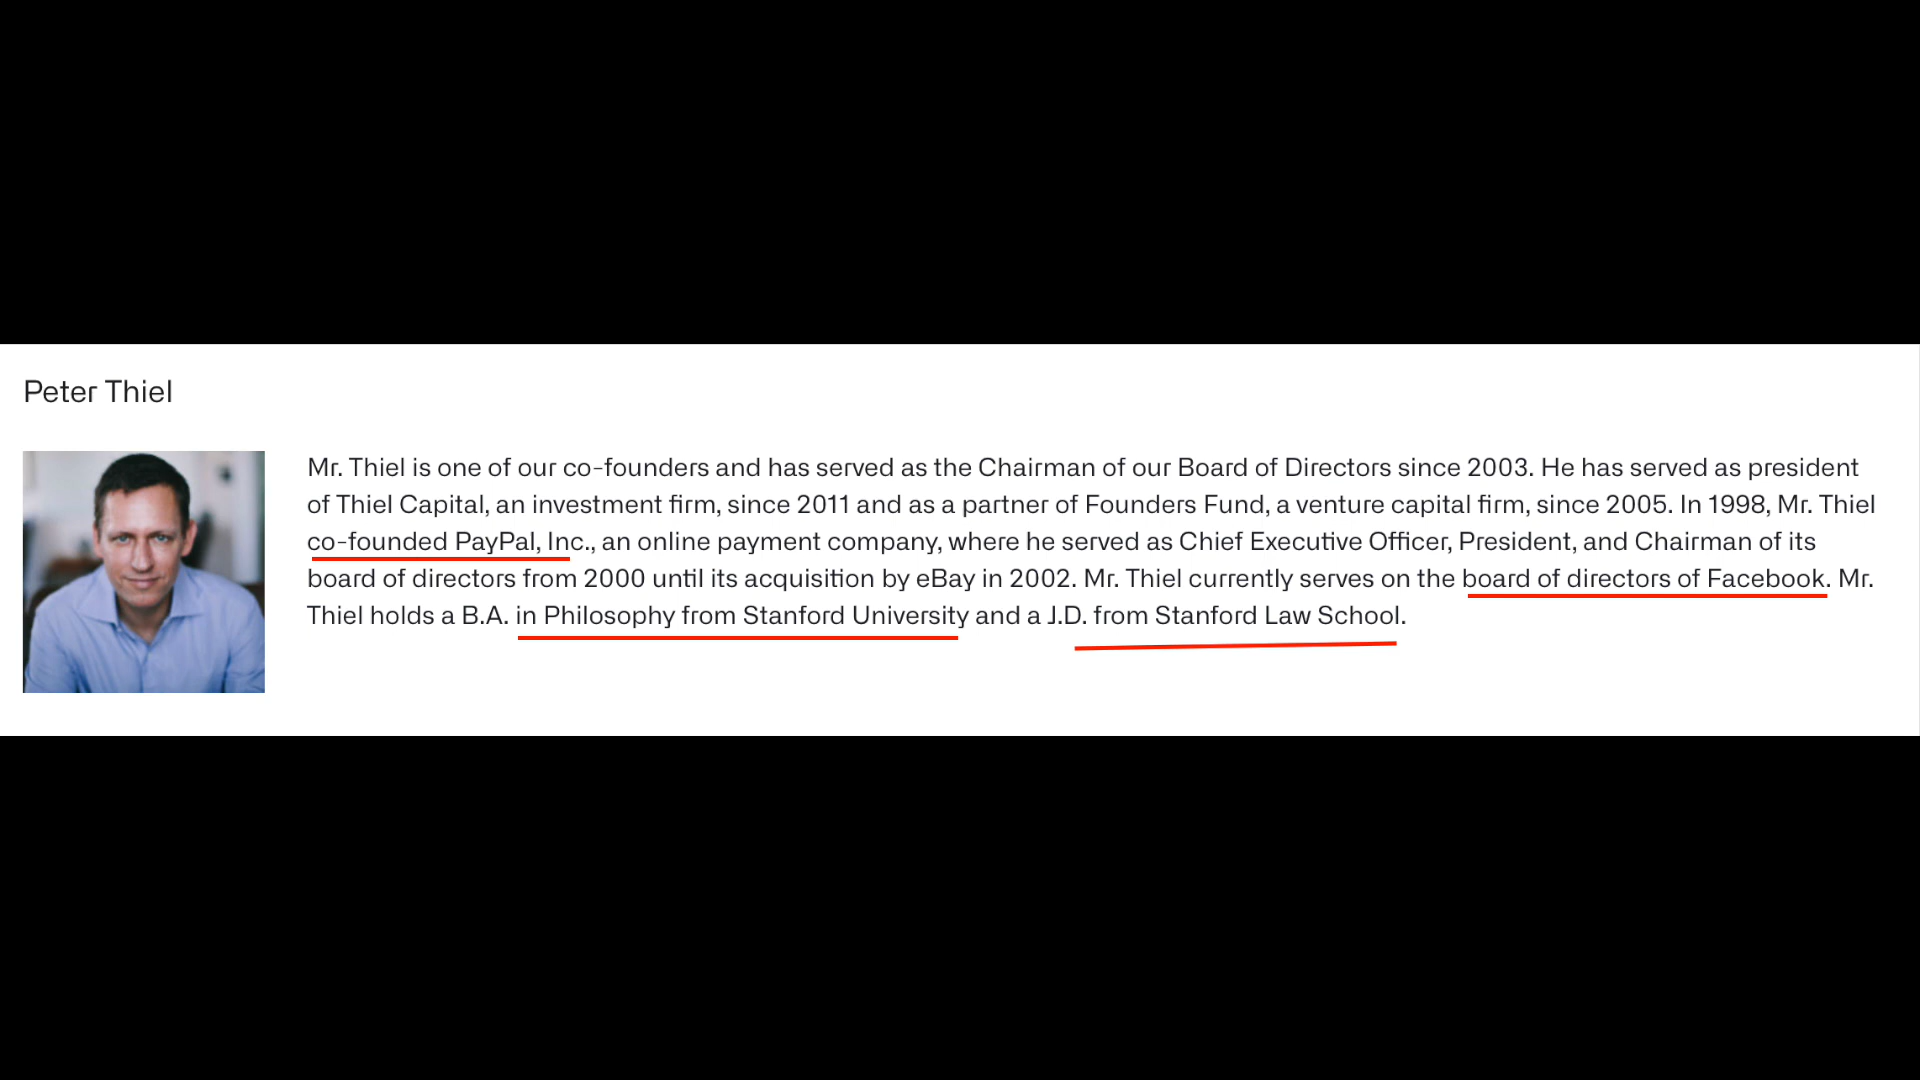 Peter Thiel
Mr. Thiel is one of our co-founders and has served as the Chairman of our Board of Directors since 2003. He has served as president
of Thiel Capital, an investment firm, since 2011 and as a partner of Founders Fund, a venture capital firm, since 2005. In 1998, Mr. Thiel
co-founded PayPal, Inc., an online payment company, where he served as Chief Executive Officer, President, and Chairman of its
board of directors from 2000 until its acquisition by eBay in 2002. Mr. Thiel currently serves on the board of directors of Facebook. Mr.
Thiel holds a B.A. in Philosophy from Stanford University and a J.D. from Stanford Law School.